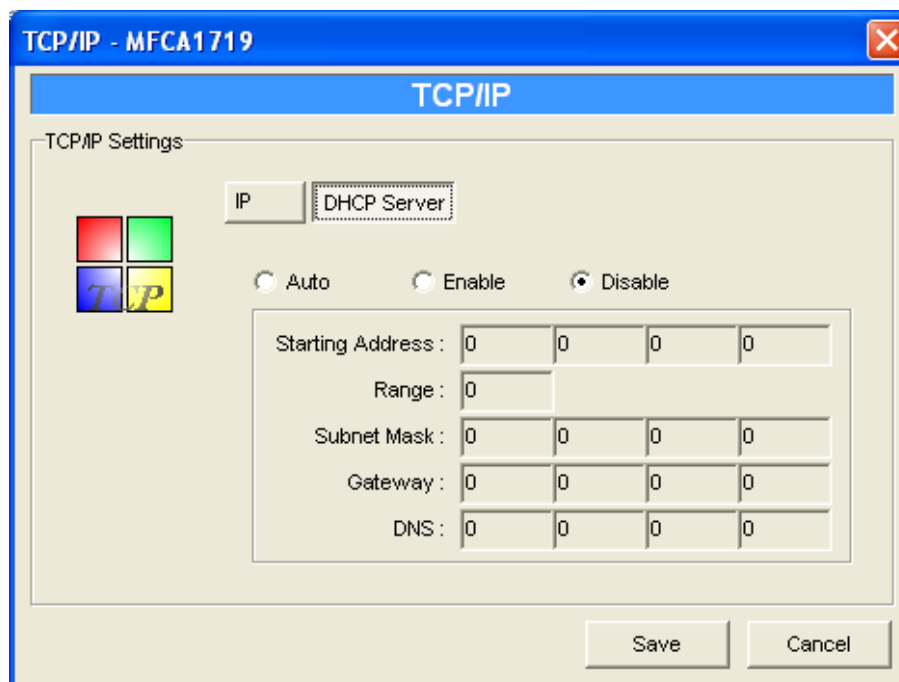 TCP/IP - MFCA1719
TCP/IP
TCP/IP Settings
IP DHCP Server
TCP
Auto Enable Disable
Starting Address : 0 0 0 0
Range : 0
Subnet Mask : 0 0 0 0
Gateway : 0 0 0 0
DNS : 0 0 0 0
Save Cancel